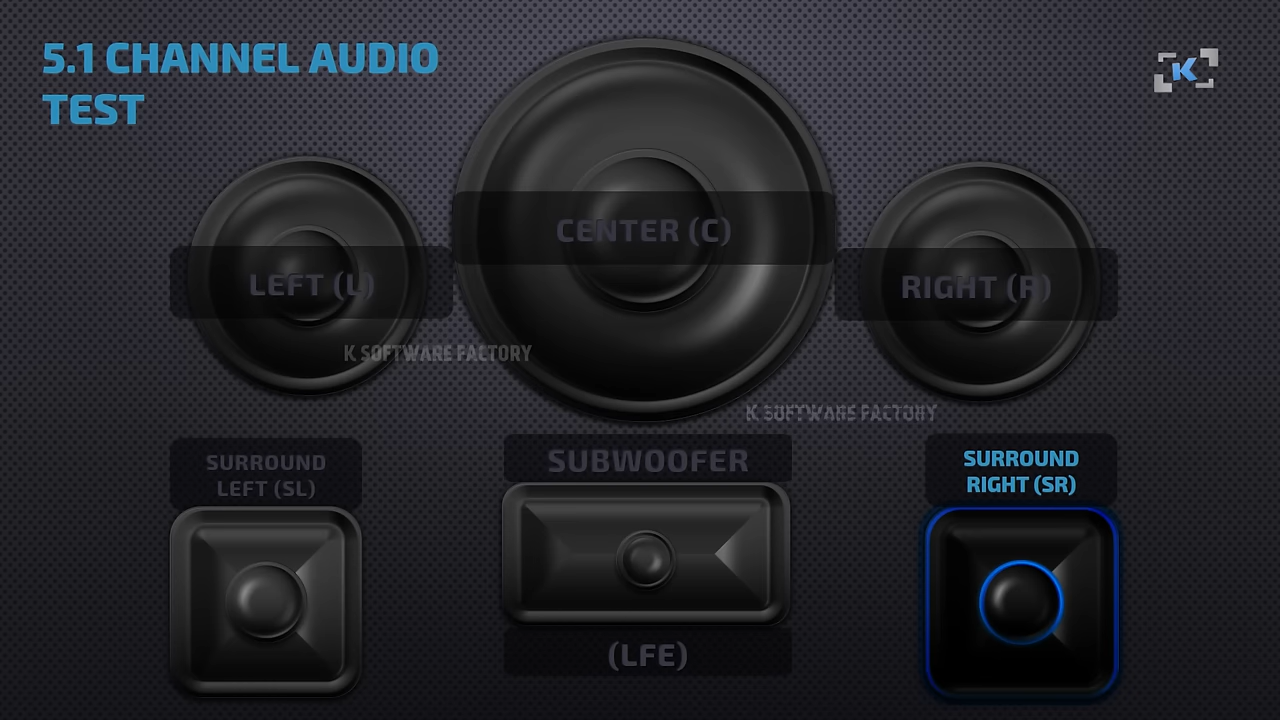 5.1 CHANNEL AUDIO
TEST
K
CENTER (C)
LEFT (L)
RIGHT (R)
K SOFTWARE FACTORY
K SOFTWARE FACTORY
SURROUND
LEFT (SL)
SUBWOOFER
SURROUND
RIGHT (SR)
(LFE)